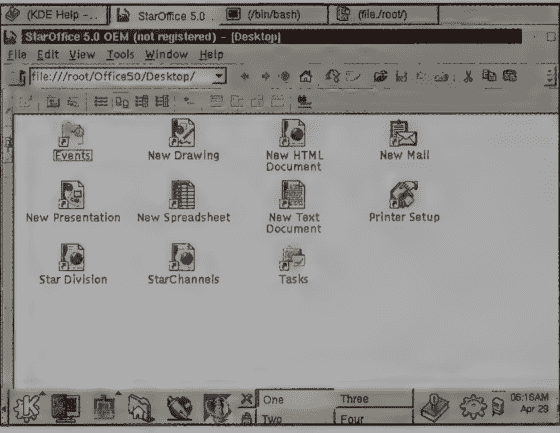 (KDE Help -..
StarOffice 5.0
(/bin/bash)
(file:/root/)
StarOffice 5.0 OEM (not registered) - [Desktop]
File Edit View Tools Window Help
file:///root/Office50/Desktop/
Events New Drawing New HTML Document New Mail
New Presentation New Spreadsheet New Text Document Printer Setup
Star Division StarChannels Tasks
One Three
Two Four
06:16AM
Apr 29